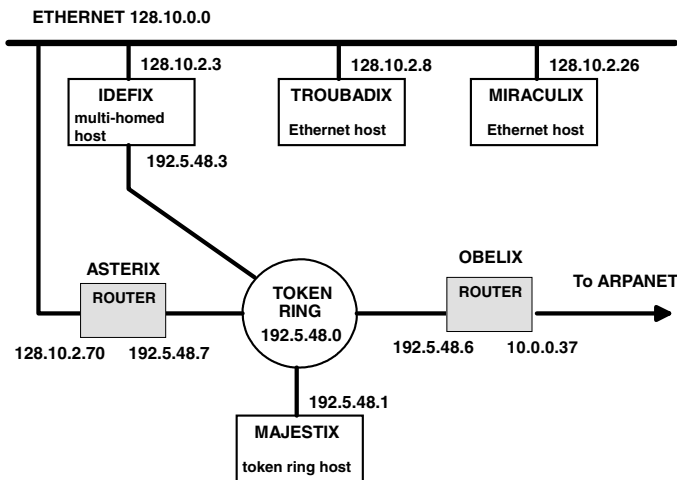 ETHERNET 128.10.0.0
128.10.2.3
128.10.2.8
128.10.2.26
IDEFIX
multi-homed
host
TROUBADIX
Ethernet host
MIRACULIX
Ethernet host
192.5.48.3
ASTERIX
ROUTER
128.10.2.70
192.5.48.7
TOKEN
RING
192.5.48.0
OBELIX
ROUTER
192.5.48.6
10.0.0.37
To ARPANET
192.5.48.1
MAJESTIX
token ring host